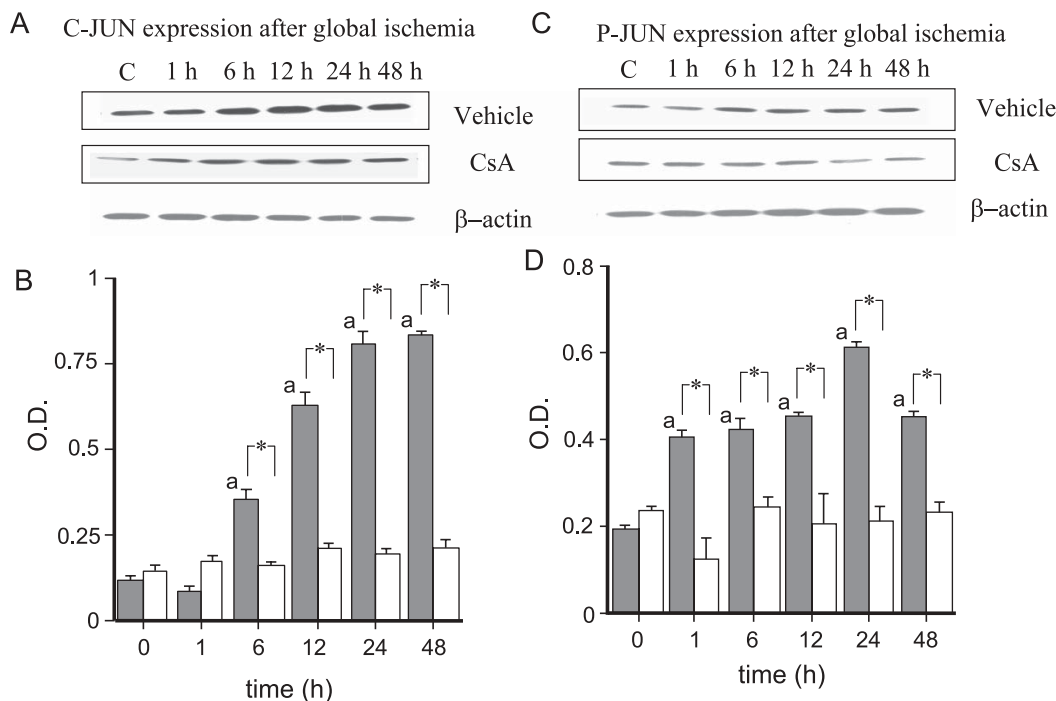 A
C-JUN expression after global ischemia
C 1 h 6 h 12 h 24 h 48 h
Vehicle
CsA
β–actin
C
P-JUN expression after global ischemia
C 1 h 6 h 12 h 24 h 48 h
Vehicle
CsA
β–actin
B
1
0.75
0.5
0.25
0
O.D.
a a a a
* * * *
0 1 6 12 24 48
time (h)
D
0.8
0.6
0.4
0.2
0
O.D.
a a a a a
* * * * *
0 1 6 12 24 48
time (h)